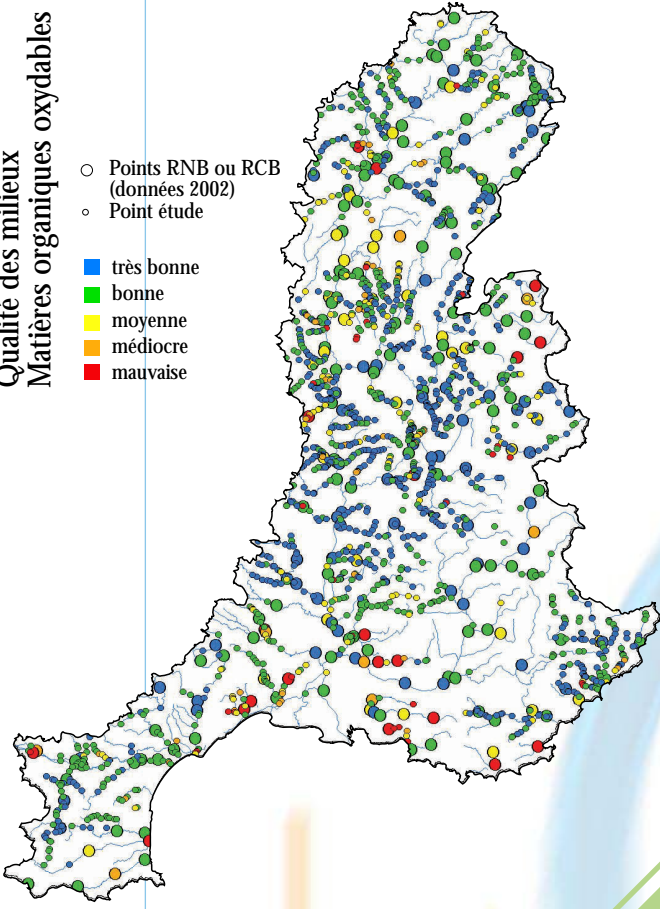 Qualité des milieux
Matières organiques oxydables
Points RNB ou RCB
(données 2002)
Point étude
très bonne
bonne
moyenne
médiocre
mauvaise